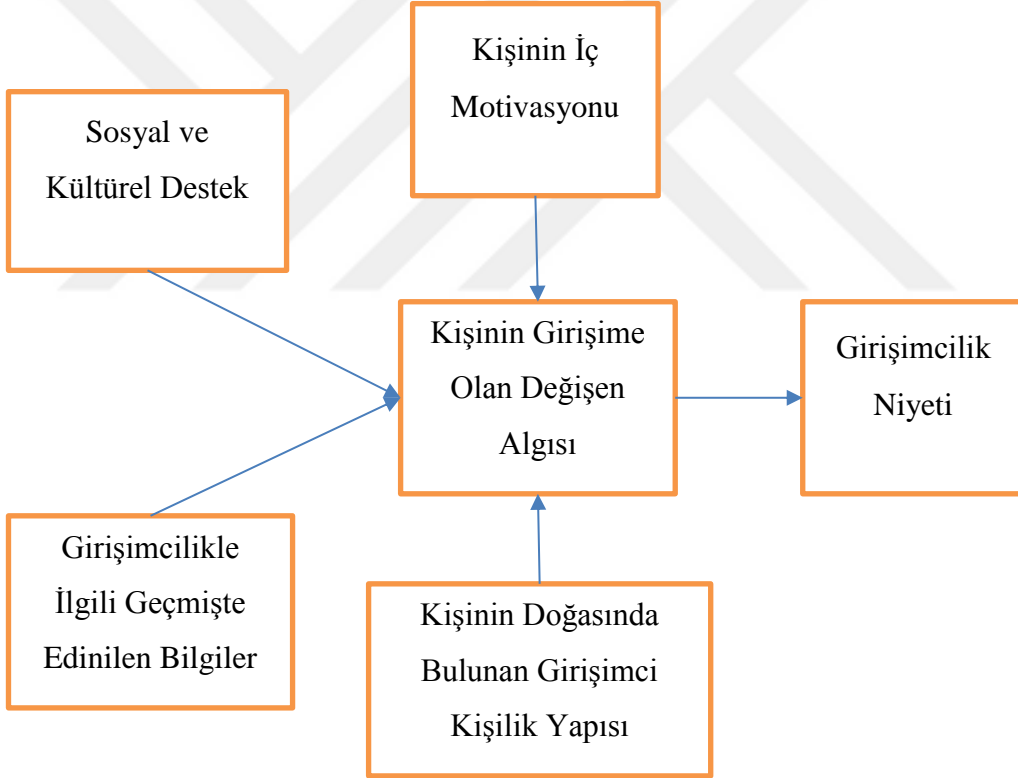 Kişinin İç
Motivasyonu
Sosyal ve
Kültürel Destek
Kişinin Girişime
Olan Değişen
Algısı
Girişimcilik
Niyeti
Girişimcilikle
İlgili Geçmişte
Edinilen Bilgiler
Kişinin Doğasında
Bulunan Girişimci
Kişilik Yapısı